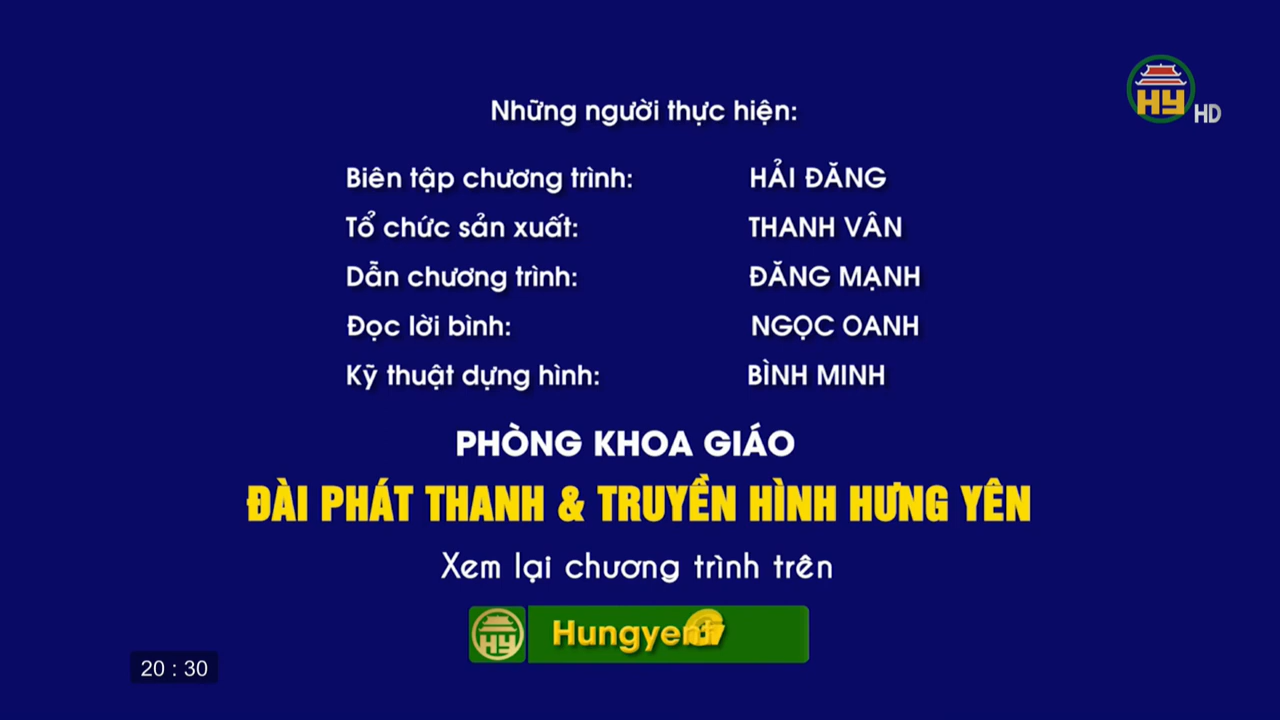 HY HD
Những người thực hiện:
Biên tập chương trình: HẢI ĐĂNG
Tổ chức sản xuất: THANH VÂN
Dẫn chương trình: ĐĂNG MẠNH
Đọc lời bình: NGỌC OANH
Kỹ thuật dựng hình: BÌNH MINH
PHÒNG KHOA GIÁO
ĐÀI PHÁT THANH & TRUYỀN HÌNH HƯNG YÊN
Xem lại chương trình trên
HY Hungyen
20 : 30